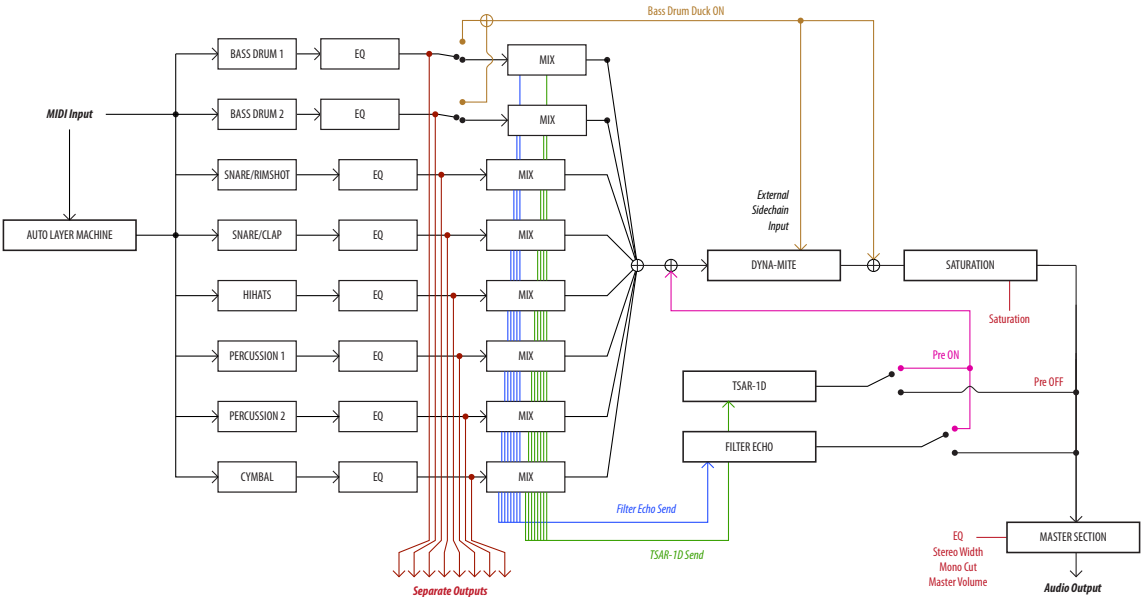 Bass Drum Duck ON
BASS DRUM 1
EQ
MIX
MIDI Input
BASS DRUM 2
EQ
MIX
SNARE/RIMSHOT
EQ
MIX
External
Sidechain
Input
AUTO LAYER MACHINE
SNARE/CLAP
EQ
MIX
DYNA-MITE
SATURATION
HIHATS
EQ
MIX
Saturation
PERCUSSION 1
EQ
MIX
Pre ON
TSAR-1D
Pre OFF
PERCUSSION 2
EQ
MIX
FILTER ECHO
CYMBAL
EQ
MIX
Filter Echo Send
TSAR-1D Send
EQ
Stereo Width
Mono Cut
Master Volume
MASTER SECTION
Separate Outputs
Audio Output